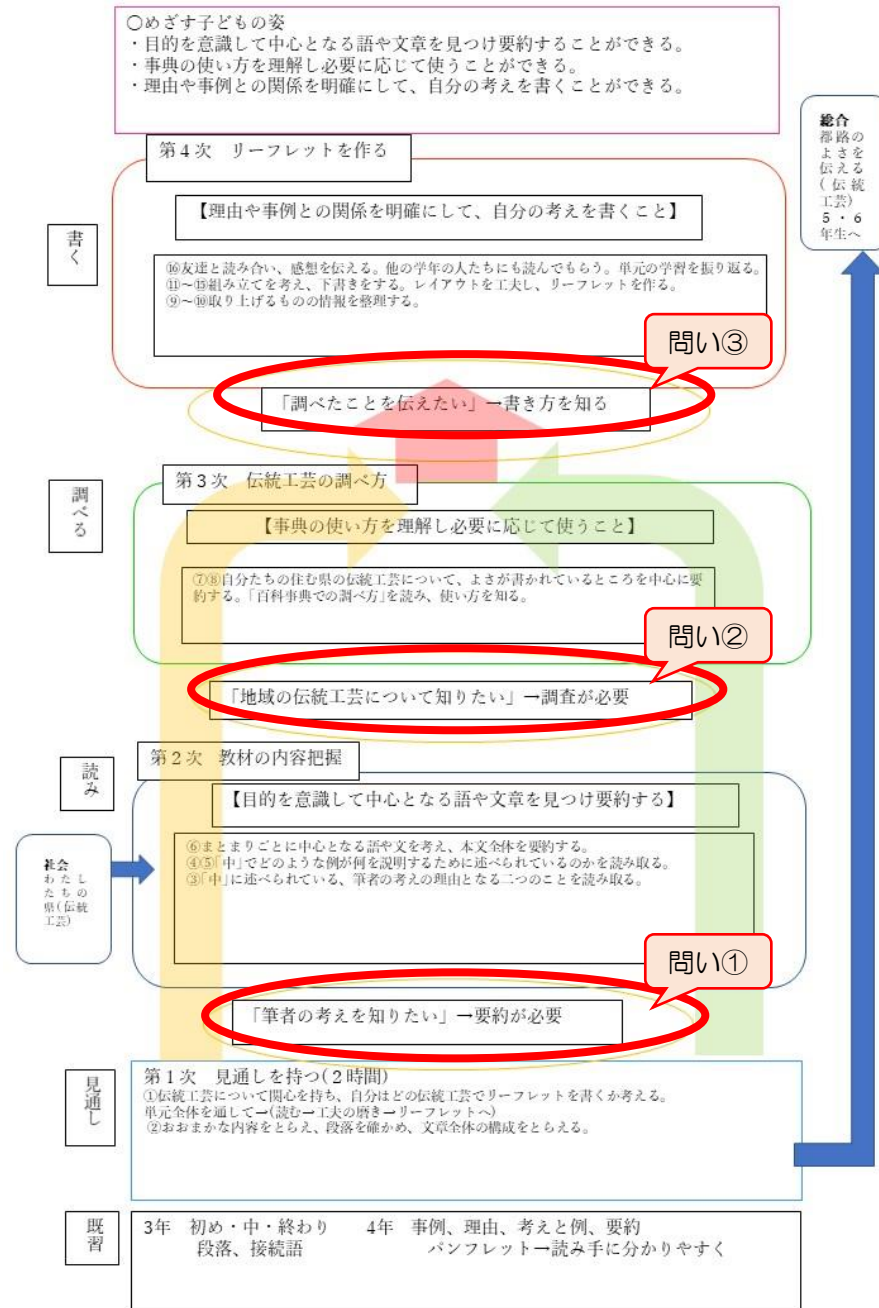 〇めざす子どもの姿
・目的を意識して中心となる語や文章を見つけ要約することができる。
・事典の使い方を理解し必要に応じて使うことができる。
・理由や事例との関係を明確にして、自分の考えを書くことができる。
総合
都路の
よさを
伝える
(伝統
工芸)
5・6
年生へ
第4次 リーフレットを作る
【理由や事例との関係を明確にして、自分の考えを書くこと】
書く
⑯友達と読み合い、感想を伝える。他の学年の人たちにも読んでもらう。単元の学習を振り返る。
⑪～⑮組み立てを考え、下書きをする。レイアウトを工夫し、リーフレットを作る。
⑨～⑩取り上げるものの情報を整理する。
問い③
「調べたことを伝えたい」→書き方を知る
第3次 伝統工芸の調べ方
調べる
【事典の使い方を理解し必要に応じて使うこと】
⑦⑧自分たちの住む県の伝統工芸について、よさが書かれているところを中心に要
約する。「百科事典での調べ方」を読み、使い方を知る。
問い②
「地域の伝統工芸について知りたい」→調査が必要
第2次 教材の内容把握
読み
【目的を意識して中心となる語や文章を見つけ要約する】
⑥まとまりごとに中心となる語や文を考え、本文全体を要約する。
④⑤「中」でどのような例が何を説明するために述べられているのかを読み取る。
③「中」に述べられている、筆者の考えの理由となる二つのことを読み取る。
社会
わたし
たちの
県(伝統
工芸)
問い①
「筆者の考えを知りたい」→要約が必要
見通し
第1次 見通しを持つ(2時間)
①伝統工芸について関心を持ち、自分はどの伝統工芸でリーフレットを書くか考える。
単元全体を通して→(読む→工夫の磨き→リーフレットへ)
②おおまかな内容をとらえ、段落を確かめ、文章全体の構成をとらえる。
既習
3年 初め・中・終わり 4年 事例、理由、考えと例、要約
段落、接続語 パンフレット→読み手に分かりやすく